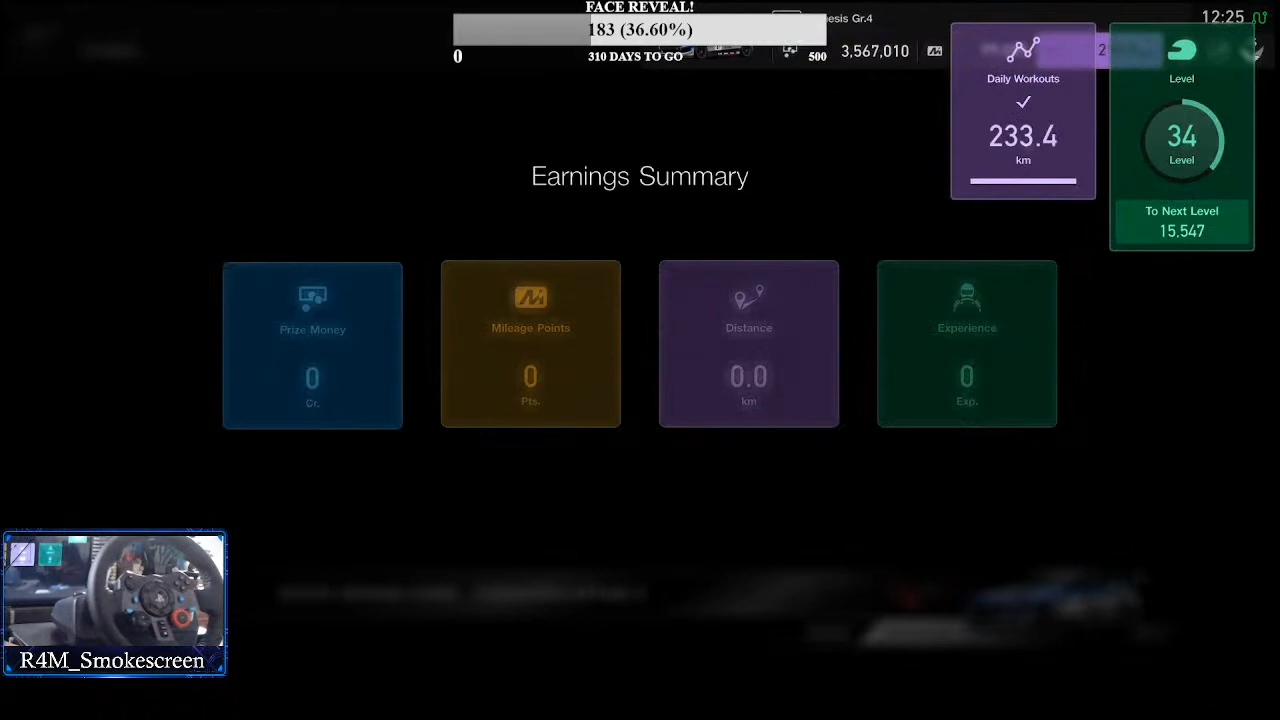 FACE REVEAL!
183 (36.60%)
0
310 DAYS TO GO
500
nesis Gr.4
3,567,010
12:25
Daily Workouts
233.4
km
Level
34
Level
To Next Level
15,547
Earnings Summary
Prize Money
0
Cr.
Mileage Points
0
Pts.
Distance
0.0
km
Experience
0
Exp.
R4M_Smokescreen